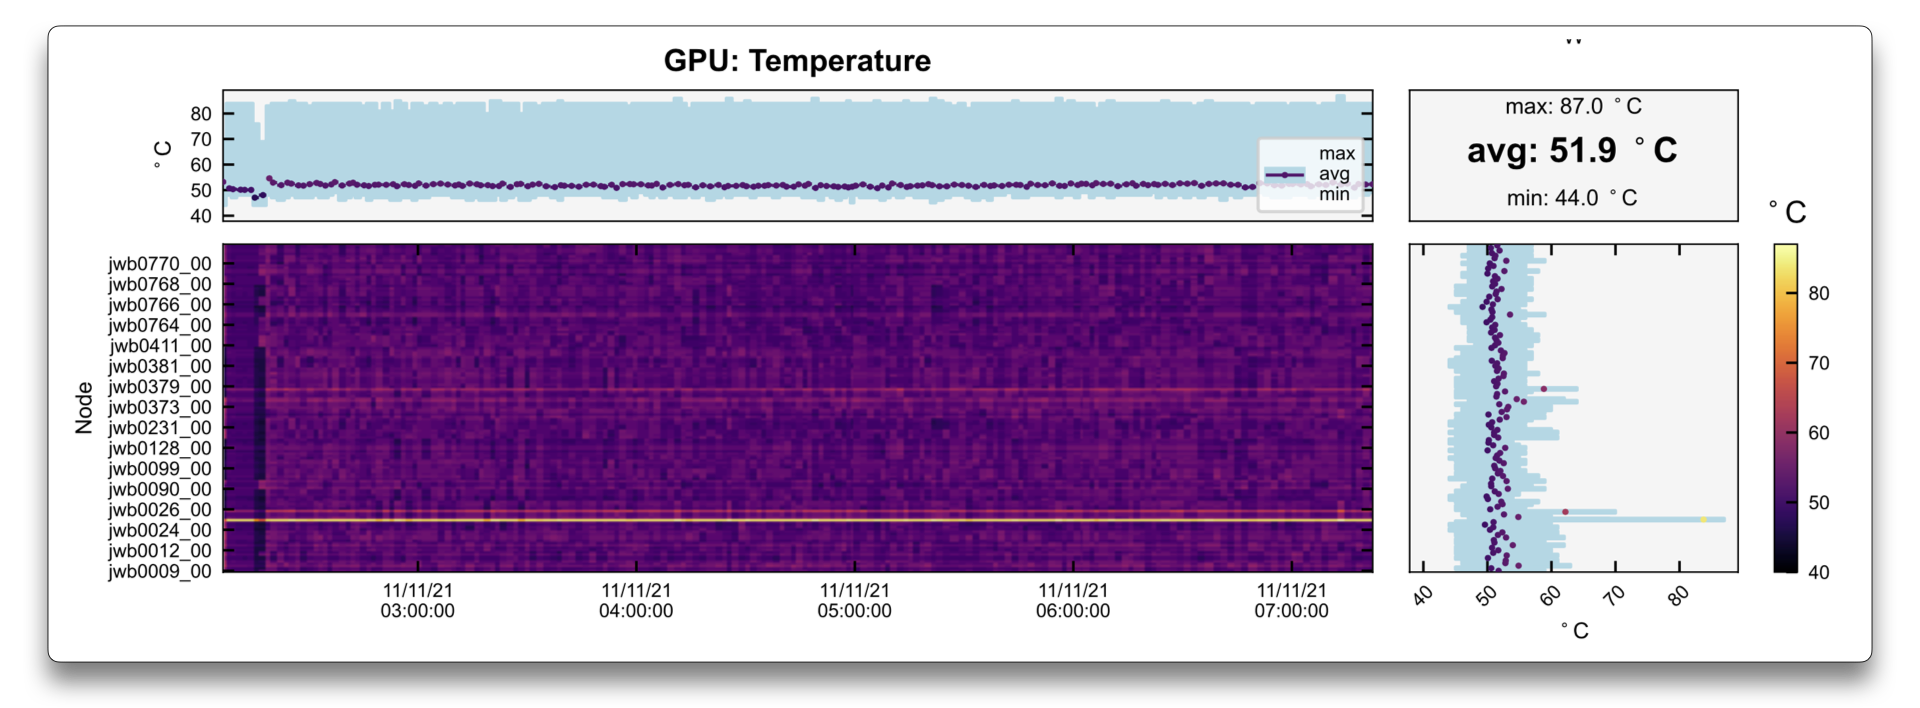 GPU: Temperature
° C
80
70
60
50
40
max
avg
min
max: 87.0 ° C
avg: 51.9 ° C
min: 44.0 ° C
Node
jwb0770_00
jwb0768_00
jwb0766_00
jwb0764_00
jwb0411_00
jwb0381_00
jwb0379_00
jwb0373_00
jwb0231_00
jwb0128_00
jwb0099_00
jwb0090_00
jwb0026_00
jwb0024_00
jwb0012_00
jwb0009_00
11/11/21
03:00:00
11/11/21
04:00:00
11/11/21
05:00:00
11/11/21
06:00:00
11/11/21
07:00:00
40
50
60
70
80
° C
° C
80
70
60
50
40